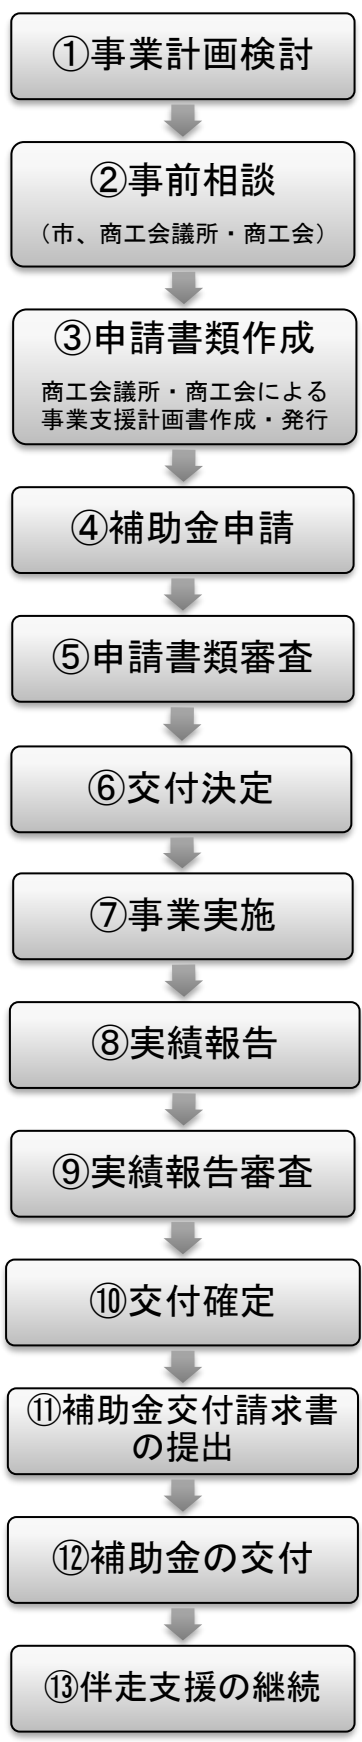 ①事業計画検討
②事前相談
（市、商工会議所・商工会）
③申請書類作成
商工会議所・商工会による
事業支援計画書作成・発行
④補助金申請
⑤申請書類審査
⑥交付決定
⑦事業実施
⑧実績報告
⑨実績報告審査
⑩交付確定
⑪補助金交付請求書
の提出
⑫補助金の交付
⑬伴走支援の継続